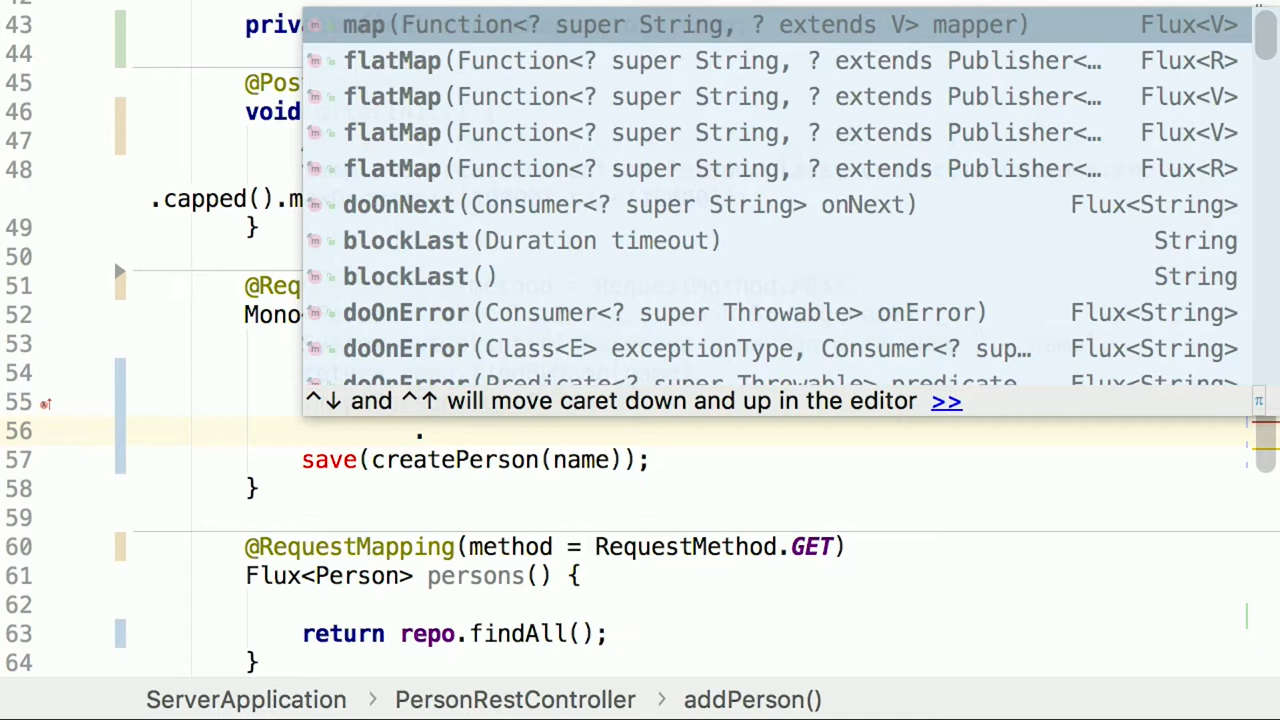 42
43 priv map(Function<? super String, ? extends V> mapper) Flux<V>
44 flatMap(Function<? super String, ? extends Publisher<… Flux<R>
45 @Pos flatMap(Function<? super String, ? extends Publisher<… Flux<V>
46 void flatMap(Function<? super String, ? extends Publisher<… Flux<V>
47
48 flatMap(Function<? super String, ? extends Publisher<… Flux<R>
.capped().m doOnNext(Consumer<? super String> onNext) Flux<String>
49 } blockLast(Duration timeout) String
50
51 @Req blockLast() String
52 Mono doOnError(Consumer<? super Throwable> onError) Flux<String>
53 doOnError(Class<E> exceptionType, Consumer<? sup… Flux<String>
54 doOnError(Predicate<? super Throwable> predicate
55 ^↓ and ^↑ will move caret down and up in the editor >> π
56 .
57 save(createPerson(name));
58 }
59
60 @RequestMapping(method = RequestMethod.GET)
61 Flux<Person> persons() {
62
63 return repo.findAll();
64 }
ServerApplication > PersonRestController > addPerson()